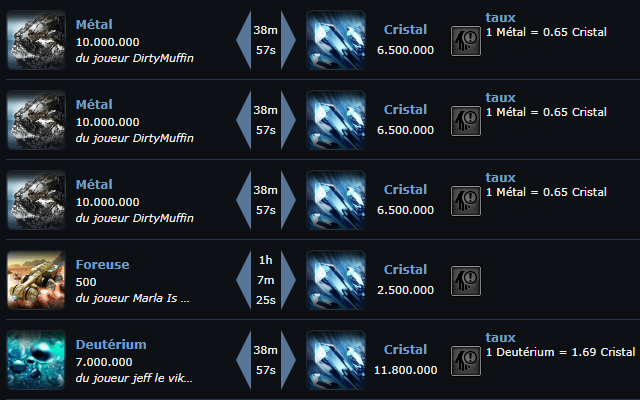 Métal
10.000.000
du joueur DirtyMuffin
38m
57s
Cristal
6.500.000
taux
1 Métal = 0.65 Cristal
Métal
10.000.000
du joueur DirtyMuffin
38m
57s
Cristal
6.500.000
taux
1 Métal = 0.65 Cristal
Métal
10.000.000
du joueur DirtyMuffin
38m
57s
Cristal
6.500.000
taux
1 Métal = 0.65 Cristal
Foreuse
500
du joueur Marla Is ...
1h
7m
25s
Cristal
2.500.000
Deutérium
7.000.000
du joueur jeff le vik...
38m
57s
Cristal
11.800.000
taux
1 Deutérium = 1.69 Cristal